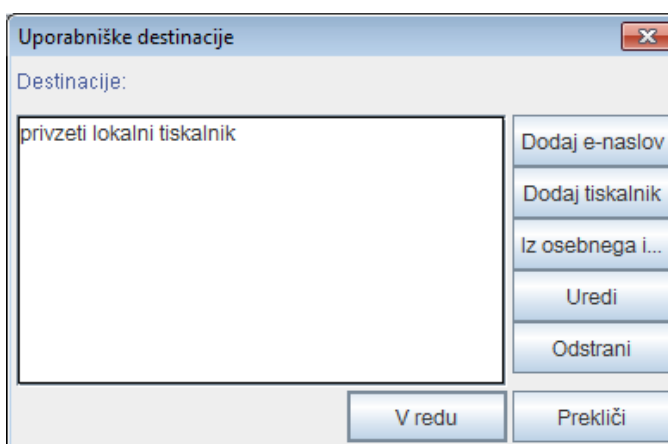 Uporabniške destinacije
Destinacije:
privzeti lokalni tiskalnik
Dodaj e-naslov
Dodaj tiskalnik
Iz osebnega i...
Uredi
Odstrani
V redu
Prekliči